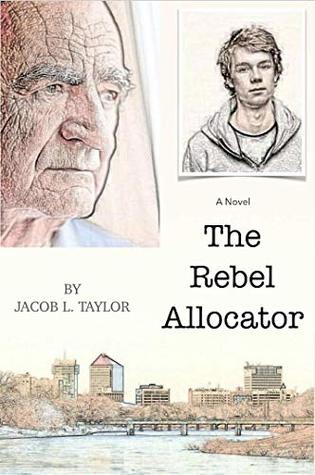 A Novel
The
Rebel
Allocator
BY
JACOB L. TAYLOR